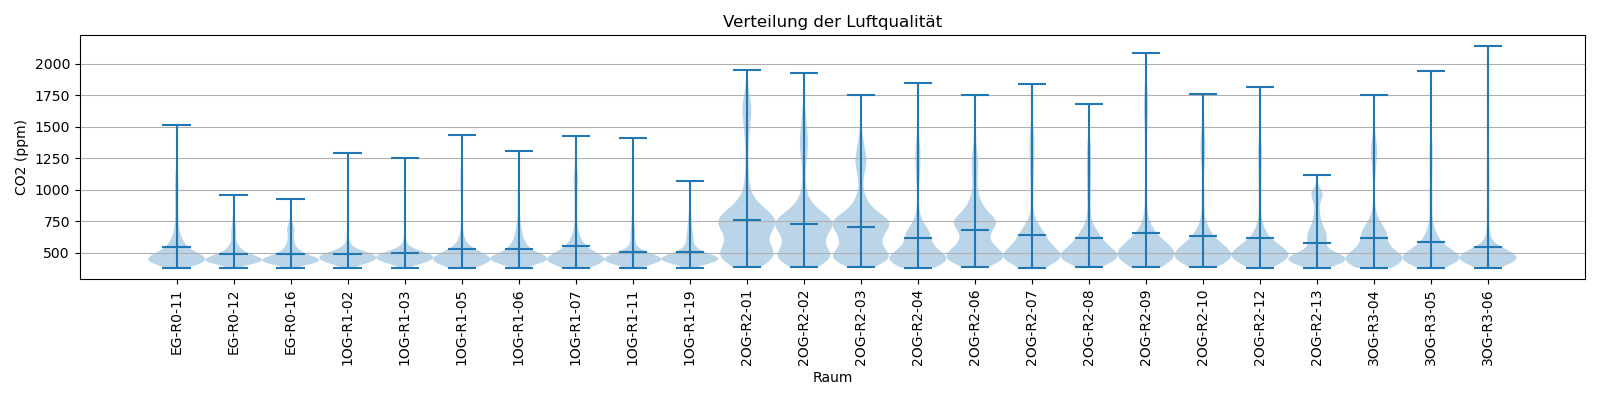 Verteilung der Luftqualität
CO2 (ppm)
2000
1750
1500
1250
1000
750
500
EG-R0-11
EG-R0-12
EG-R0-16
1OG-R1-02
1OG-R1-03
1OG-R1-05
1OG-R1-06
1OG-R1-07
1OG-R1-11
1OG-R1-19
2OG-R2-01
2OG-R2-02
2OG-R2-03
2OG-R2-04
2OG-R2-06
2OG-R2-07
2OG-R2-08
2OG-R2-09
2OG-R2-10
2OG-R2-12
2OG-R2-13
3OG-R3-04
3OG-R3-05
3OG-R3-06
Raum